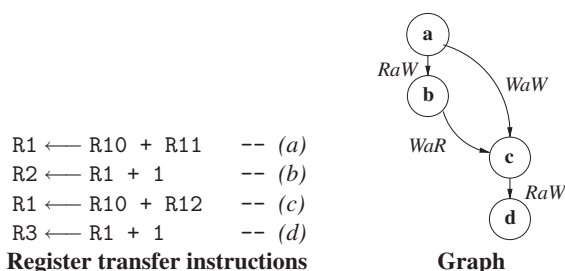 a
RaW
WaW
b
WaR
c
RaW
d
R1 ⟵ R10 + R11 -- (a)
R2 ⟵ R1 + 1 -- (b)
R1 ⟵ R10 + R12 -- (c)
R3 ⟵ R1 + 1 -- (d)
Register transfer instructions
Graph